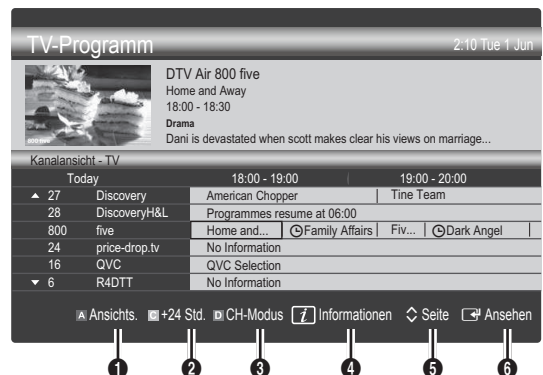 TV-Programm 2:10 Tue 1 Jun
DTV Air 800 five
Home and Away
18:00 - 18:30
Drama
Dani is devastated when scott makes clear his views on marriage...
800 five
Kanalansicht - TV
Today 18:00 - 19:00 19:00 - 20:00
▲ 27 Discovery American Chopper Tine Team
28 DiscoveryH&L Programmes resume at 06:00
800 five Home and... Family Affairs Fiv... Dark Angel
24 price-drop.tv No Information
16 QVC QVC Selection
▼ 6 R4DTT No Information
A Ansichts. C +24 Std. D CH-Modus i Informationen Seite Ansehen
1 2 3 4 5 6